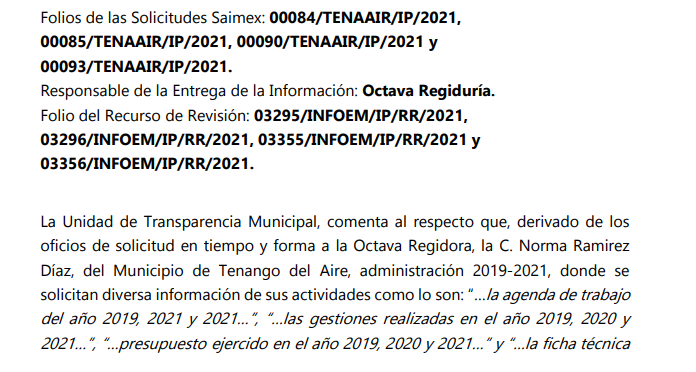 Folios de las Solicitudes Saimex: 00084/TENAAIR/IP/2021,
00085/TENAAIR/IP/2021, 00090/TENAAIR/IP/2021 y
00093/TENAAIR/IP/2021.
Responsable de la Entrega de la Información: Octava Regiduría.
Folio del Recurso de Revisión: 03295/INFOEM/IP/RR/2021,
03296/INFOEM/IP/RR/2021, 03355/INFOEM/IP/RR/2021 y
03356/INFOEM/IP/RR/2021.
La Unidad de Transparencia Municipal, comenta al respecto que, derivado de los
oficios de solicitud en tiempo y forma a la Octava Regidora, la C. Norma Ramirez
Díaz, del Municipio de Tenango del Aire, administración 2019-2021, donde se
solicitan diversa información de sus actividades como lo son: “…la agenda de trabajo
del año 2019, 2021 y 2021…”, “…las gestiones realizadas en el año 2019, 2020 y
2021…”, “…presupuesto ejercido en el año 2019, 2020 y 2021…” y “…la ficha técnica